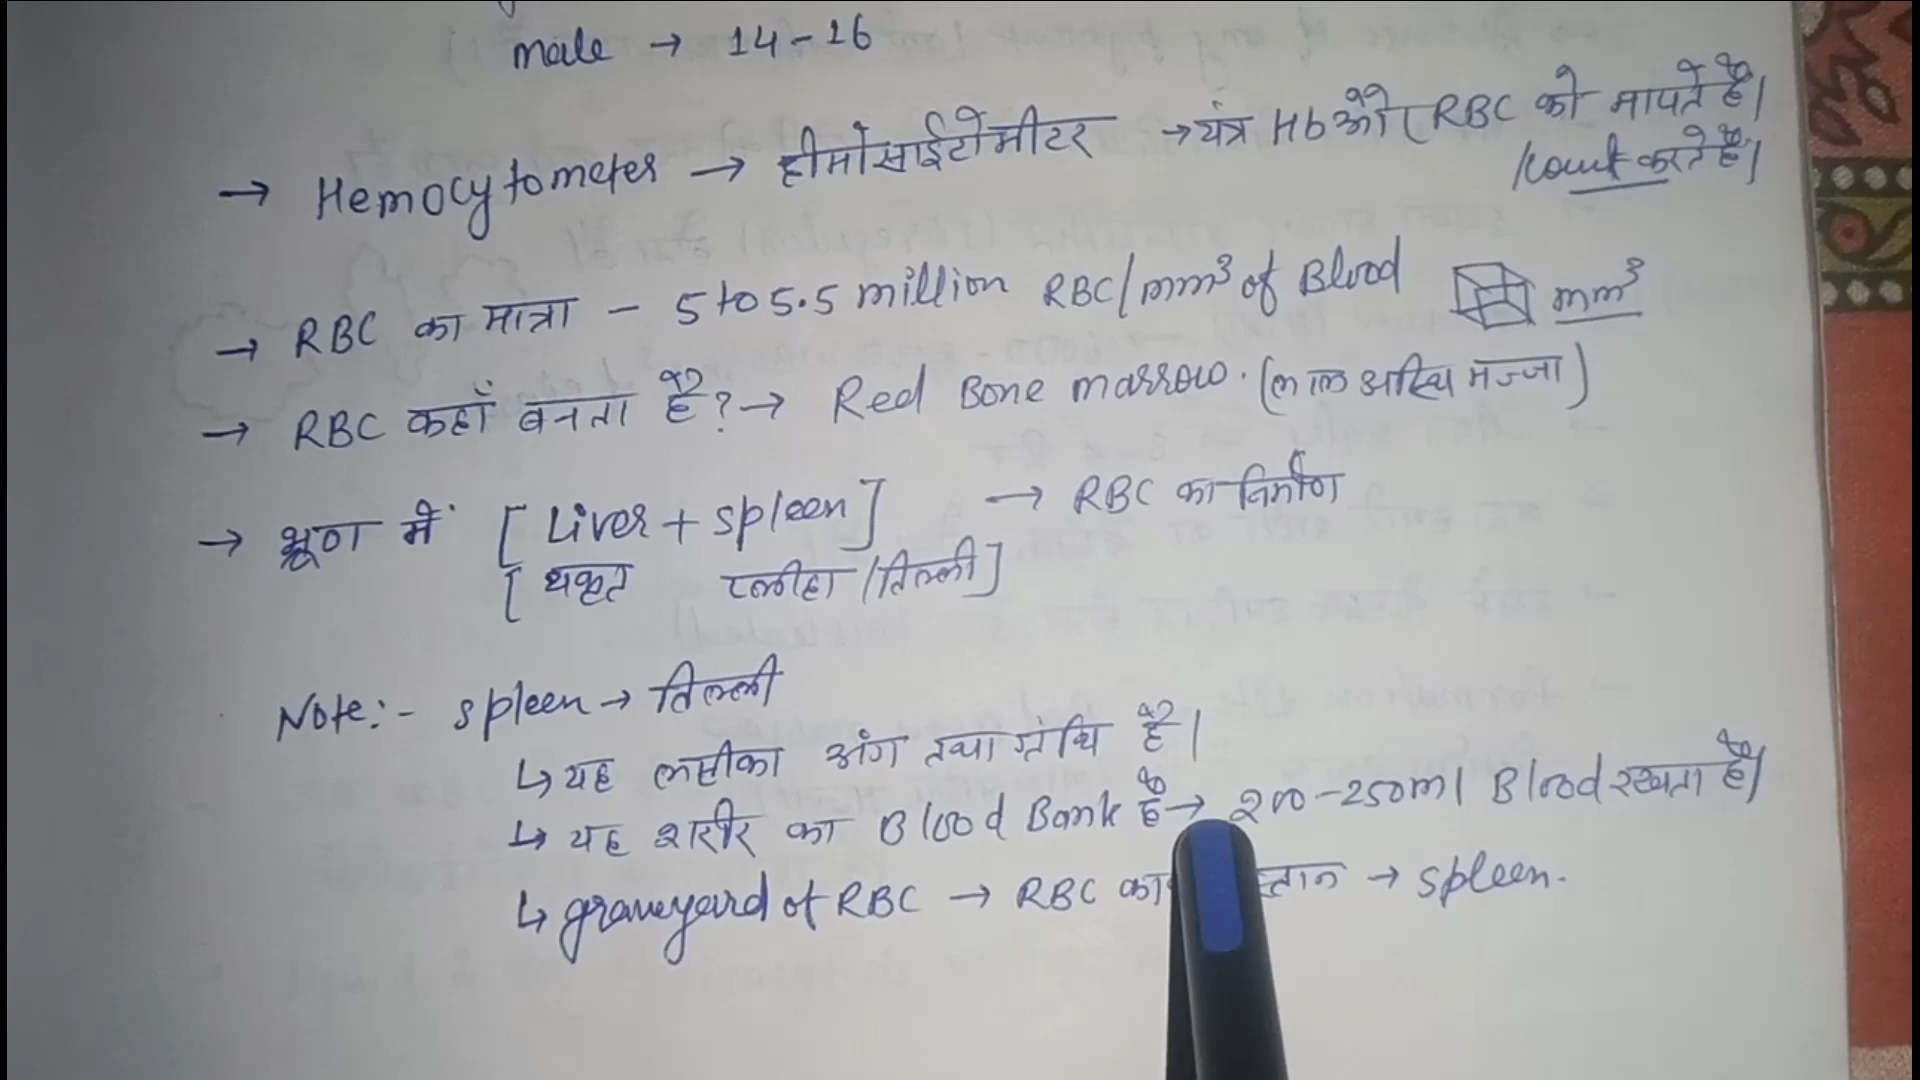 male → 14-16
→ Hemocytometer → हीमोसाईटोमीटर → यंत्र Hb और RBC को मापते है।
/count करते है।
→ RBC का मात्रा - 5 to 5.5 million RBC/mm³ of Blood mm³
→ RBC कहाँ बनता है? → Red Bone marrow. (लाल अस्थि मज्जा)
→ भ्रूण में [Liver + spleen] → RBC का निर्माण
[यकृत प्लीहा/तिल्ली]
Note:- spleen → तिल्ली
↳ यह लसीका अंग तथा ग्रंथि है।
↳ यह शरीर का Blood Bank है → 200-250ml Blood रखता है।
↳ graveyard of RBC → RBC का → spleen.